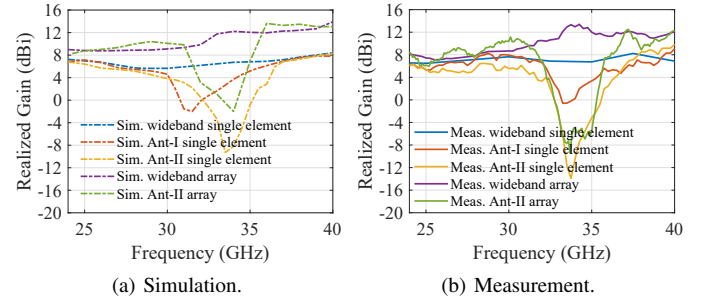 16
12
8
4
0
-4
-8
-12
-16
-20
25
30
35
40
Realized Gain (dBi)
Frequency (GHz)
Sim. wideband single element
Sim. Ant-I single element
Sim. Ant-II single element
Sim. wideband array
Sim. Ant-II array
(a) Simulation.
16
12
8
4
0
-4
-8
-12
-16
-20
25
30
35
40
Realized Gain (dBi)
Frequency (GHz)
Meas. wideband single element
Meas. Ant-I single element
Meas. Ant-II single element
Meas. wideband array
Meas. Ant-II array
(b) Measurement.